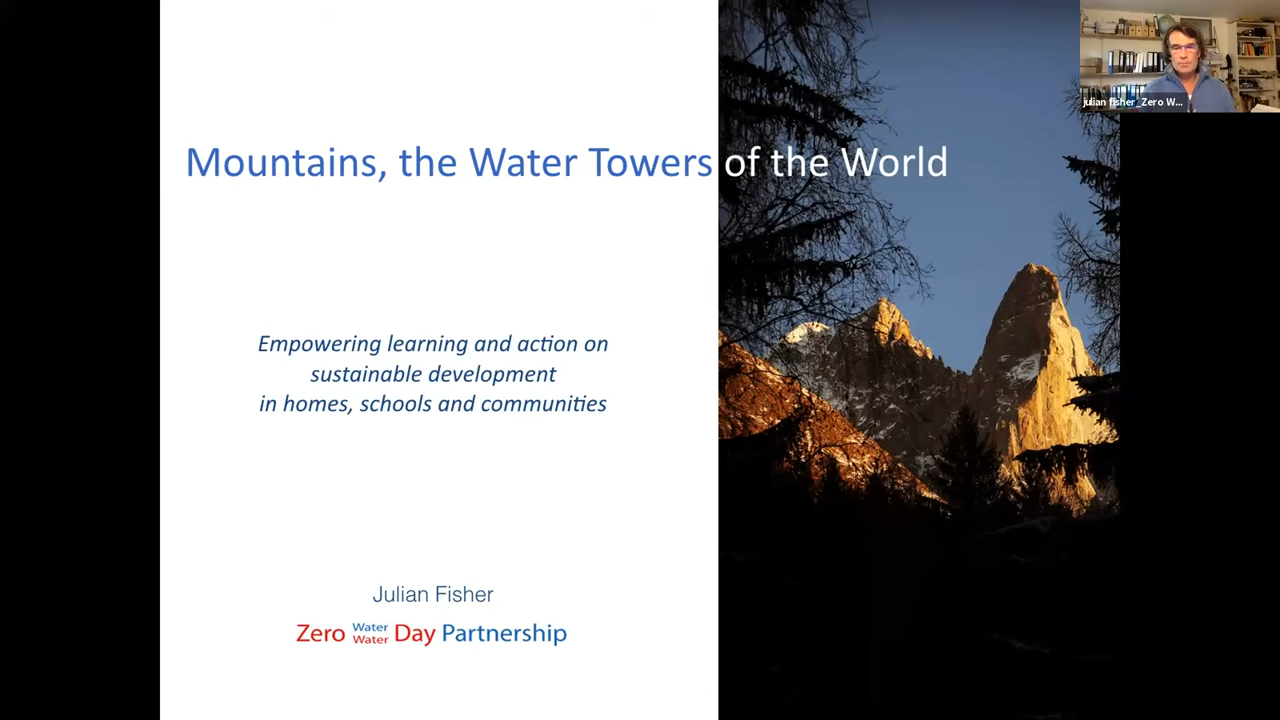 Mountains, the Water Towers of the World
julian fisher_Zero W...
Empowering learning and action on
sustainable development
in homes, schools and communities
Julian Fisher
Zero Water Water Day Partnership